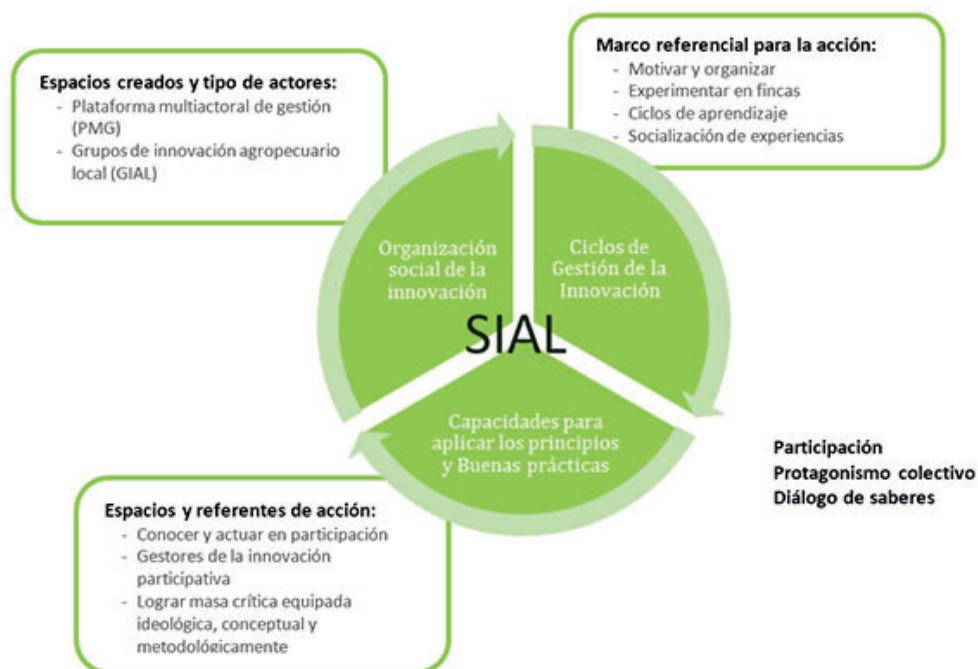 Espacios creados y tipo de actores:
- Plataforma multiactoral de gestión
(PMG)
- Grupos de innovación agropecuario
local (GIAL)
Marco referencial para la acción:
- Motivar y organizar
- Experimentar en fincas
- Ciclos de aprendizaje
- Socialización de experiencias
Organización
social de la
innovación
Ciclos de
Gestión de la
Innovación
SIAL
Capacidades para
aplicar los principios
y Buenas prácticas
Participación
Protagonismo colectivo
Diálogo de saberes
Espacios y referentes de acción:
- Conocer y actuar en participación
- Gestores de la innovación
participativa
- Lograr masa crítica equipada
ideológica, conceptual y
metodológicamente